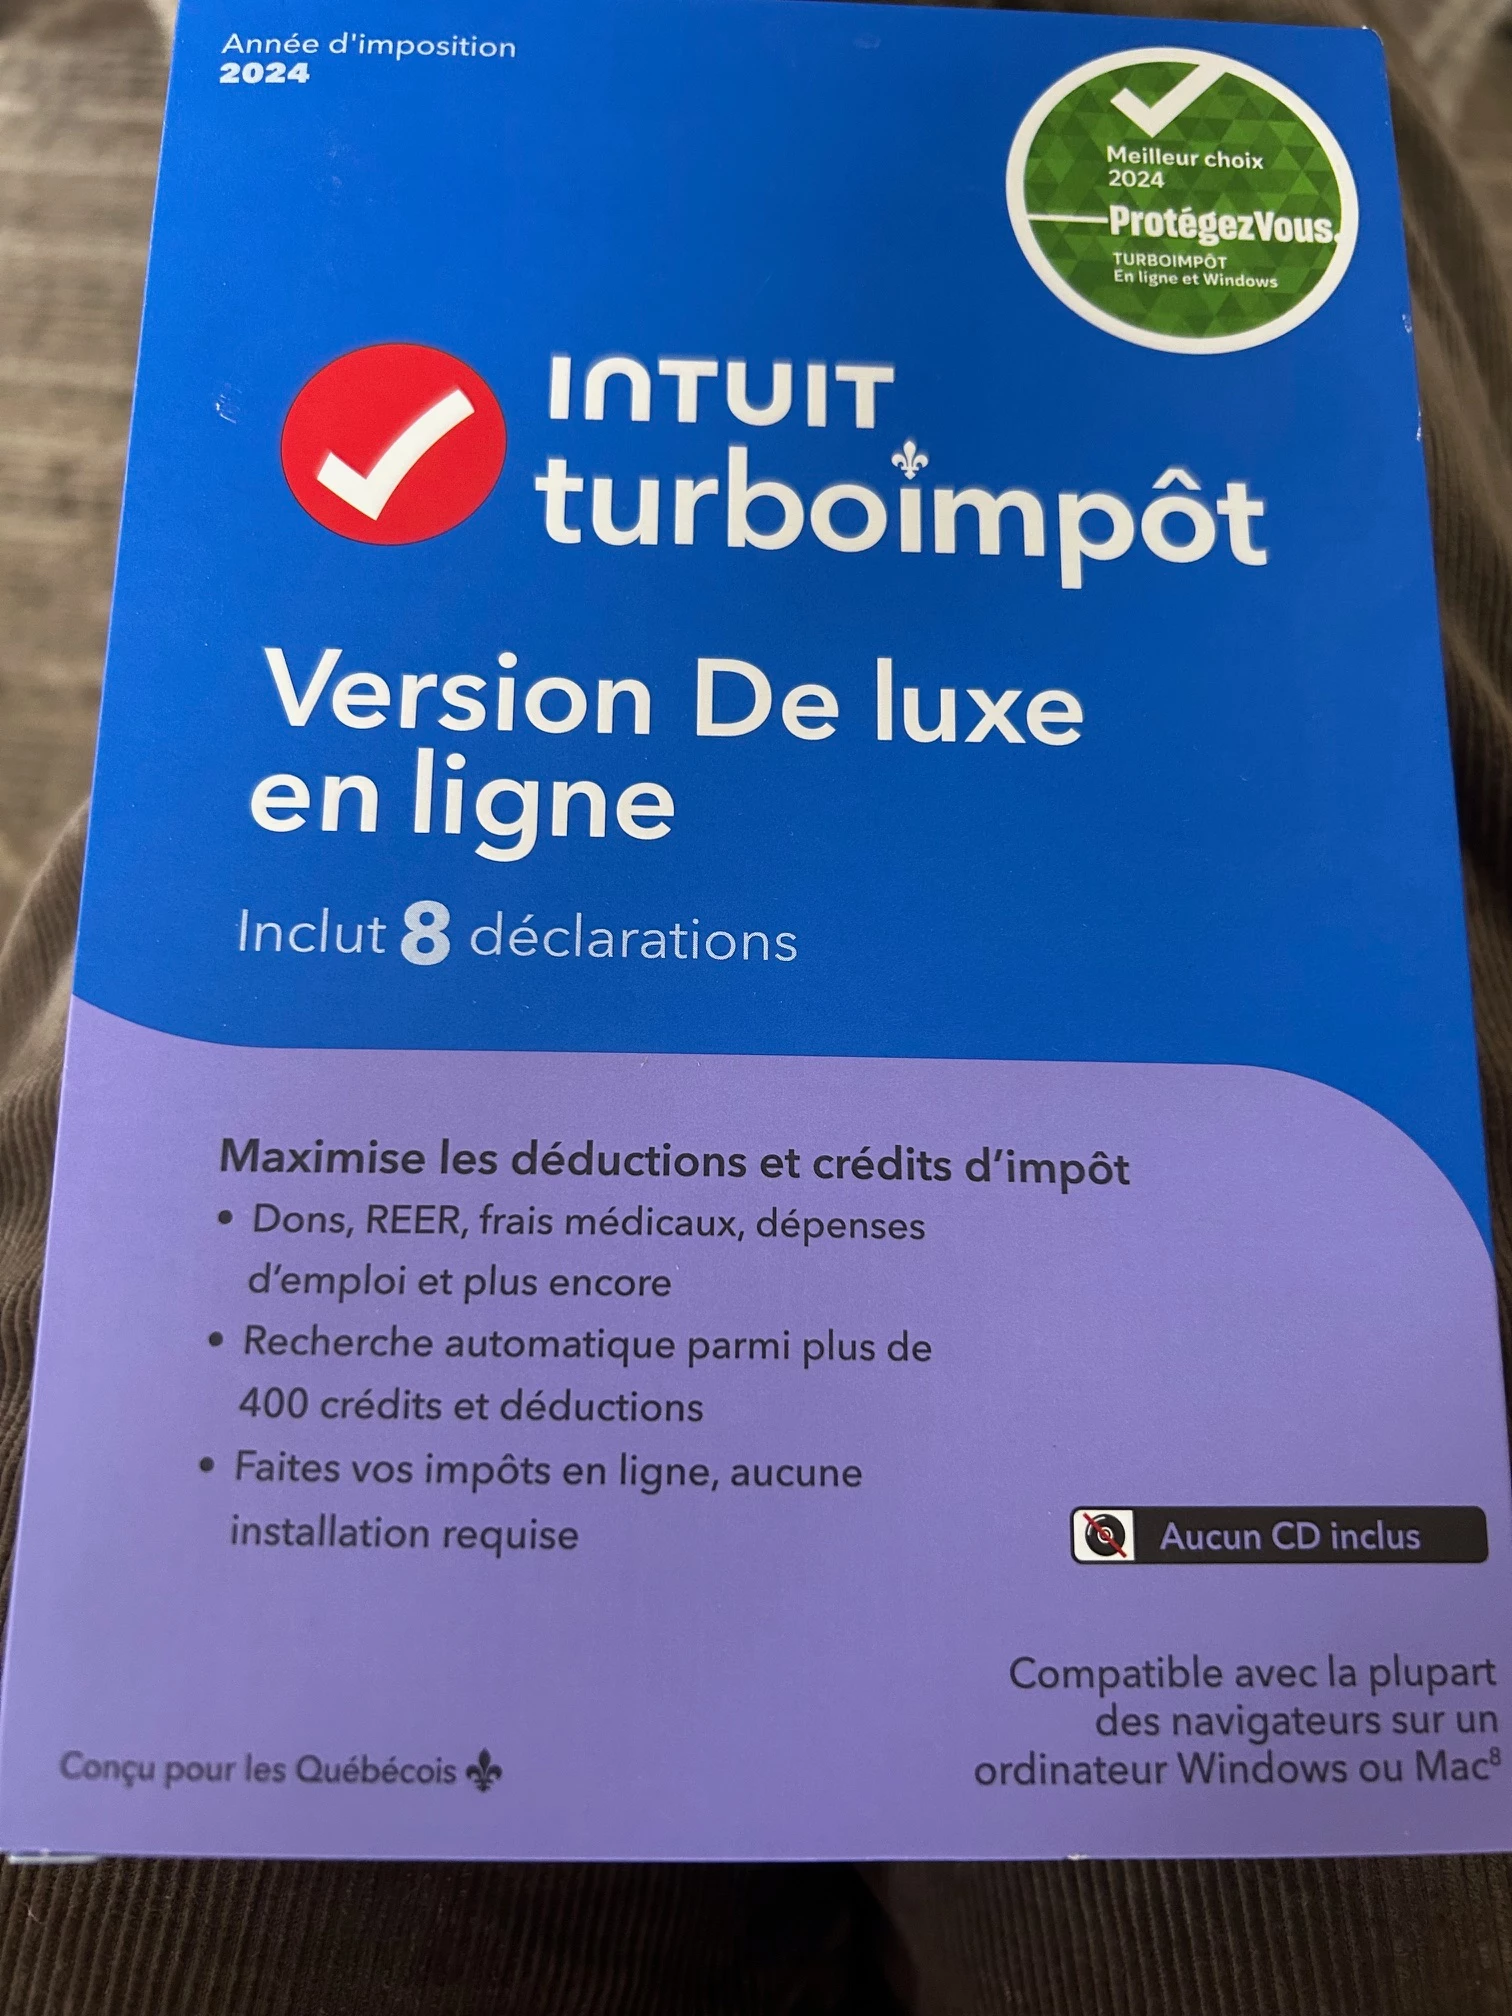 Année d'imposition
2024
Meilleur choix
2024
ProtégezVous.
TURBOIMPÔT
En ligne et Windows
INTUIT
turboimpôt
Version De luxe
en ligne
Inclut 8 déclarations
Maximise les déductions et crédits d'impôt
• Dons, REER, frais médicaux, dépenses
d'emploi et plus encore
• Recherche automatique parmi plus de
400 crédits et déductions
• Faites vos impôts en ligne, aucune
installation requise
Aucun CD inclus
Compatible avec la plupart
des navigateurs sur un
ordinateur Windows ou Mac⁸
Conçu pour les Québécois